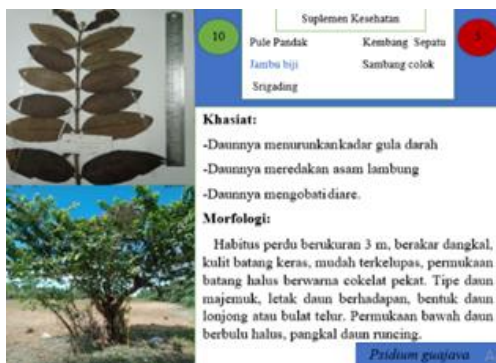 Suplemen Kesehatan
10
Pule Pandak
Kembang Sepatu
5
Jambu biji
Sambang colok
Srigading
Khasiat:
-Daunnya menurunkankadar gula darah
-Daunnya meredakan asam lambung
-Daunnya mengobatidiare.
Morfologi:
Habitus perdu berukuran 3 m, berakar dangkal,
kulit batang keras, mudah terkelupas, permukaan
batang halus berwarna cokelat pekat. Tipe daun
majemuk, letak daun berhadapan, bentuk daun
lonjong atau bulat telur. Permukaan bawah daun
berbulu halus, pangkal daun runcing.
Psidium guajava